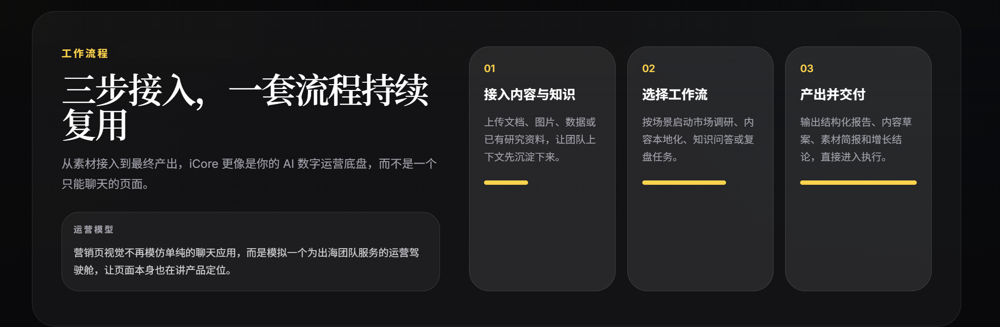 工作流程
三步接入，一套流程持续
复用
从素材接入到最终产出，iCore 更像是你的 AI 数字运营底盘，而不是一个
只能聊天的页面。
运营模型
营销页视觉不再模仿单纯的聊天应用，而是模拟一个为出海团队服务的运营驾
驶舱，让页面本身也在讲产品定位。
01
接入内容与知识
上传文档、图片、数据或
已有研究资料，让团队上
下文先沉淀下来。
02
选择工作流
按场景启动市场调研、内
容本地化、知识问答或复
盘任务。
03
产出并交付
输出结构化报告、内容草
案、素材简报和增长结
论，直接进入执行。